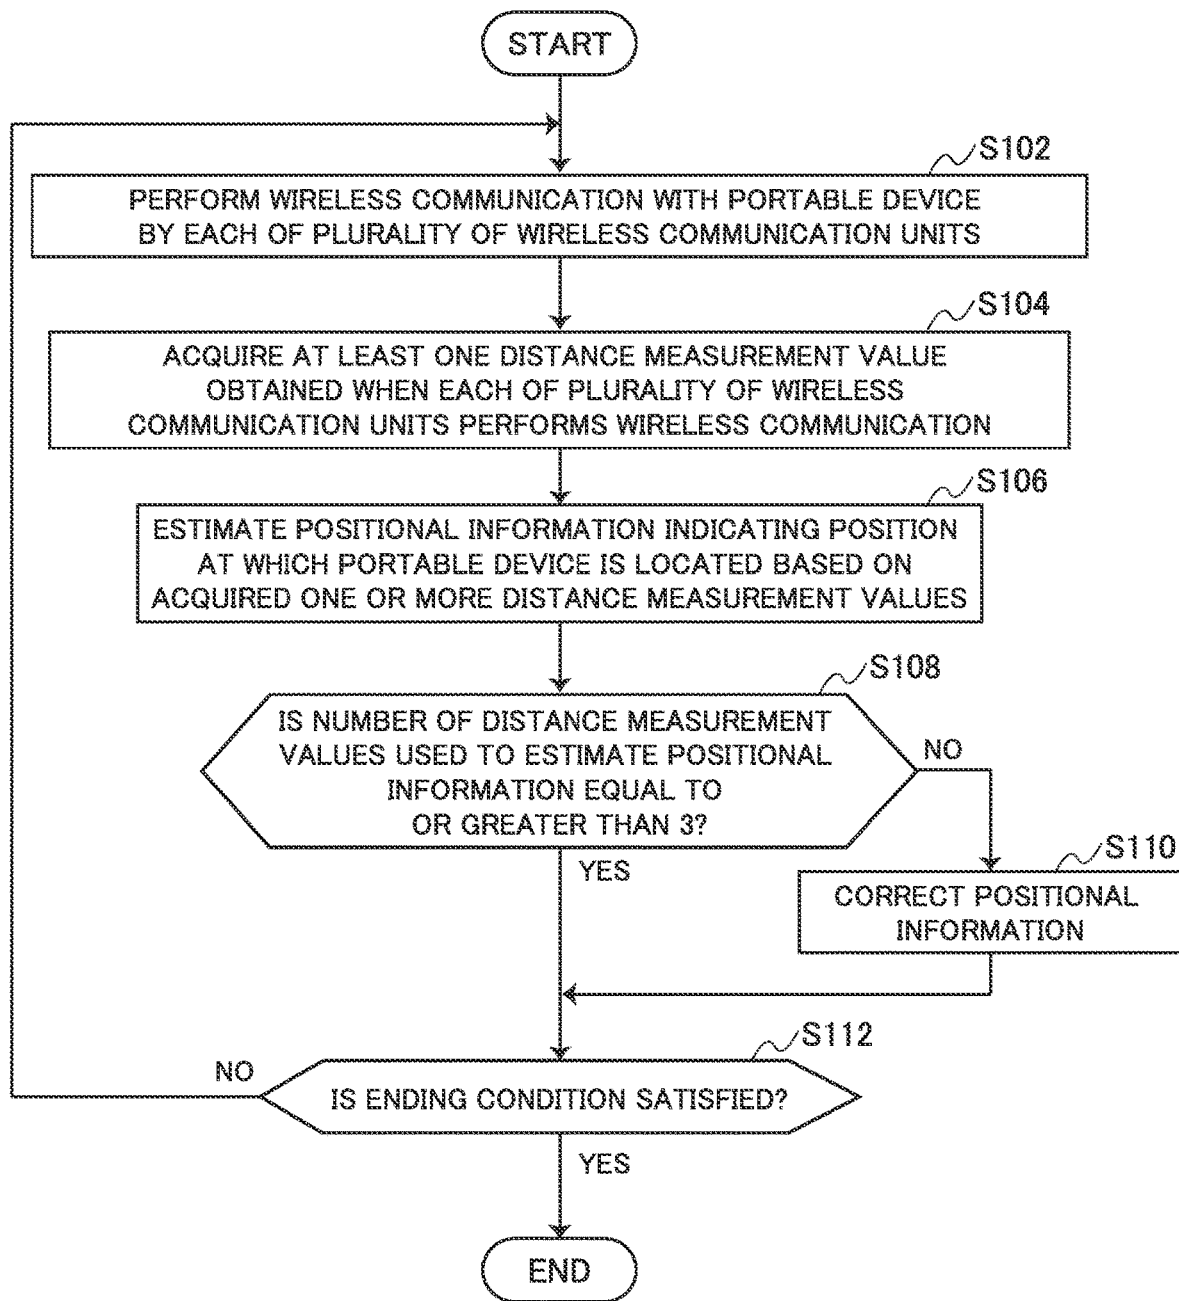 START
S102
PERFORM WIRELESS COMMUNICATION WITH PORTABLE DEVICE
BY EACH OF PLURALITY OF WIRELESS COMMUNICATION UNITS
S104
ACQUIRE AT LEAST ONE DISTANCE MEASUREMENT VALUE
OBTAINED WHEN EACH OF PLURALITY OF WIRELESS
COMMUNICATION UNITS PERFORMS WIRELESS COMMUNICATION
S106
ESTIMATE POSITIONAL INFORMATION INDICATING POSITION
AT WHICH PORTABLE DEVICE IS LOCATED BASED ON
ACQUIRED ONE OR MORE DISTANCE MEASUREMENT VALUES
S108
IS NUMBER OF DISTANCE MEASUREMENT
VALUES USED TO ESTIMATE POSITIONAL
INFORMATION EQUAL TO
OR GREATER THAN 3?
NO
YES
S110
CORRECT POSITIONAL
INFORMATION
S112
NO
IS ENDING CONDITION SATISFIED?
YES
END